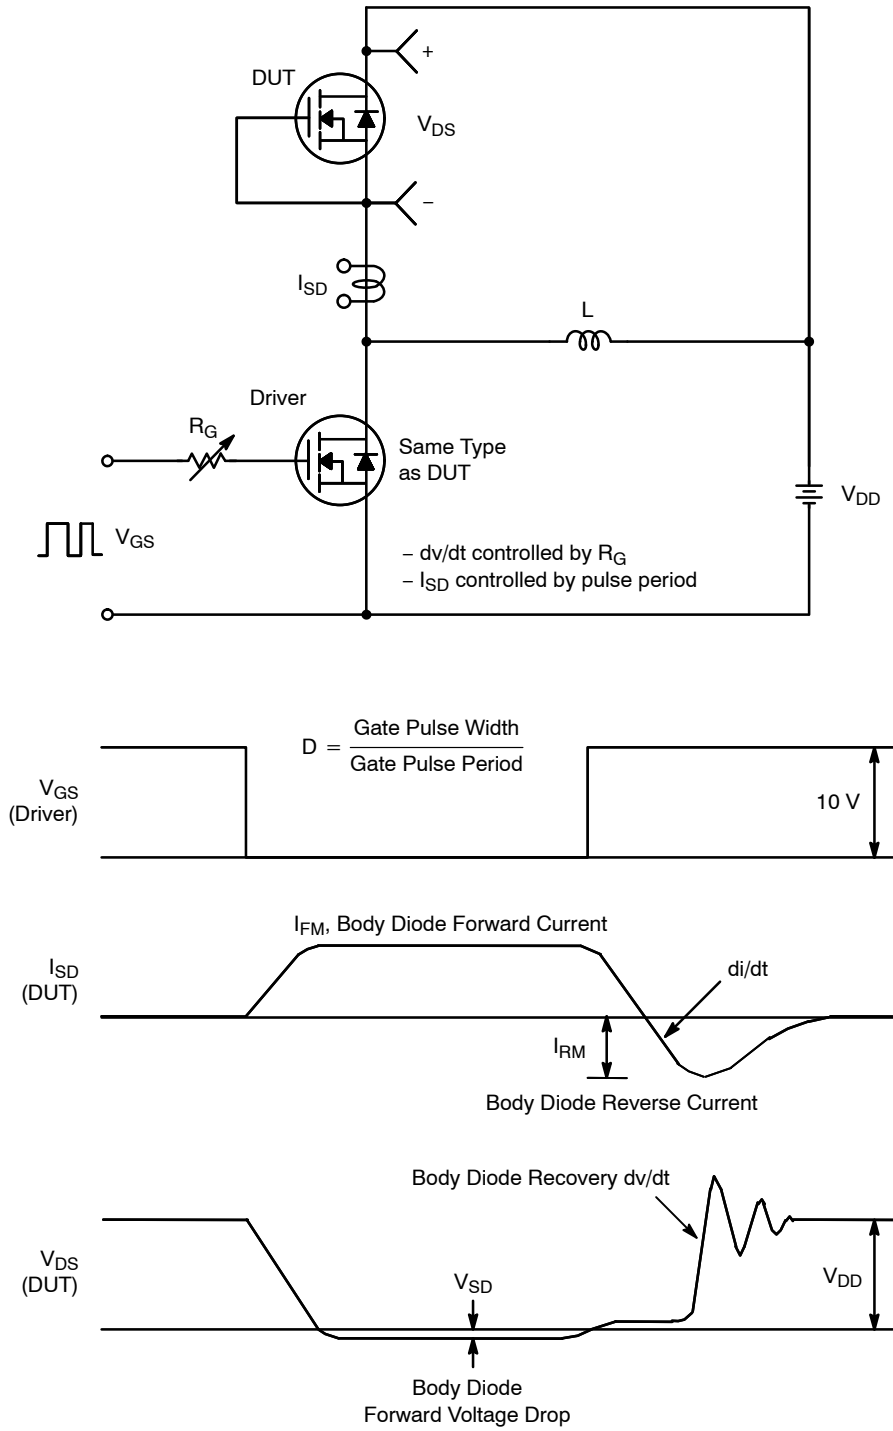 DUT
+
V_DS
–
I_SD
L
Driver
R_G
Same Type
as DUT
V_DD
V_GS
– dv/dt controlled by R_G
– I_SD controlled by pulse period
D = Gate Pulse Width
Gate Pulse Period
V_GS
(Driver)
10 V
I_FM, Body Diode Forward Current
I_SD
(DUT)
di/dt
I_RM
Body Diode Reverse Current
Body Diode Recovery dv/dt
V_DS
(DUT)
V_SD
V_DD
Body Diode
Forward Voltage Drop